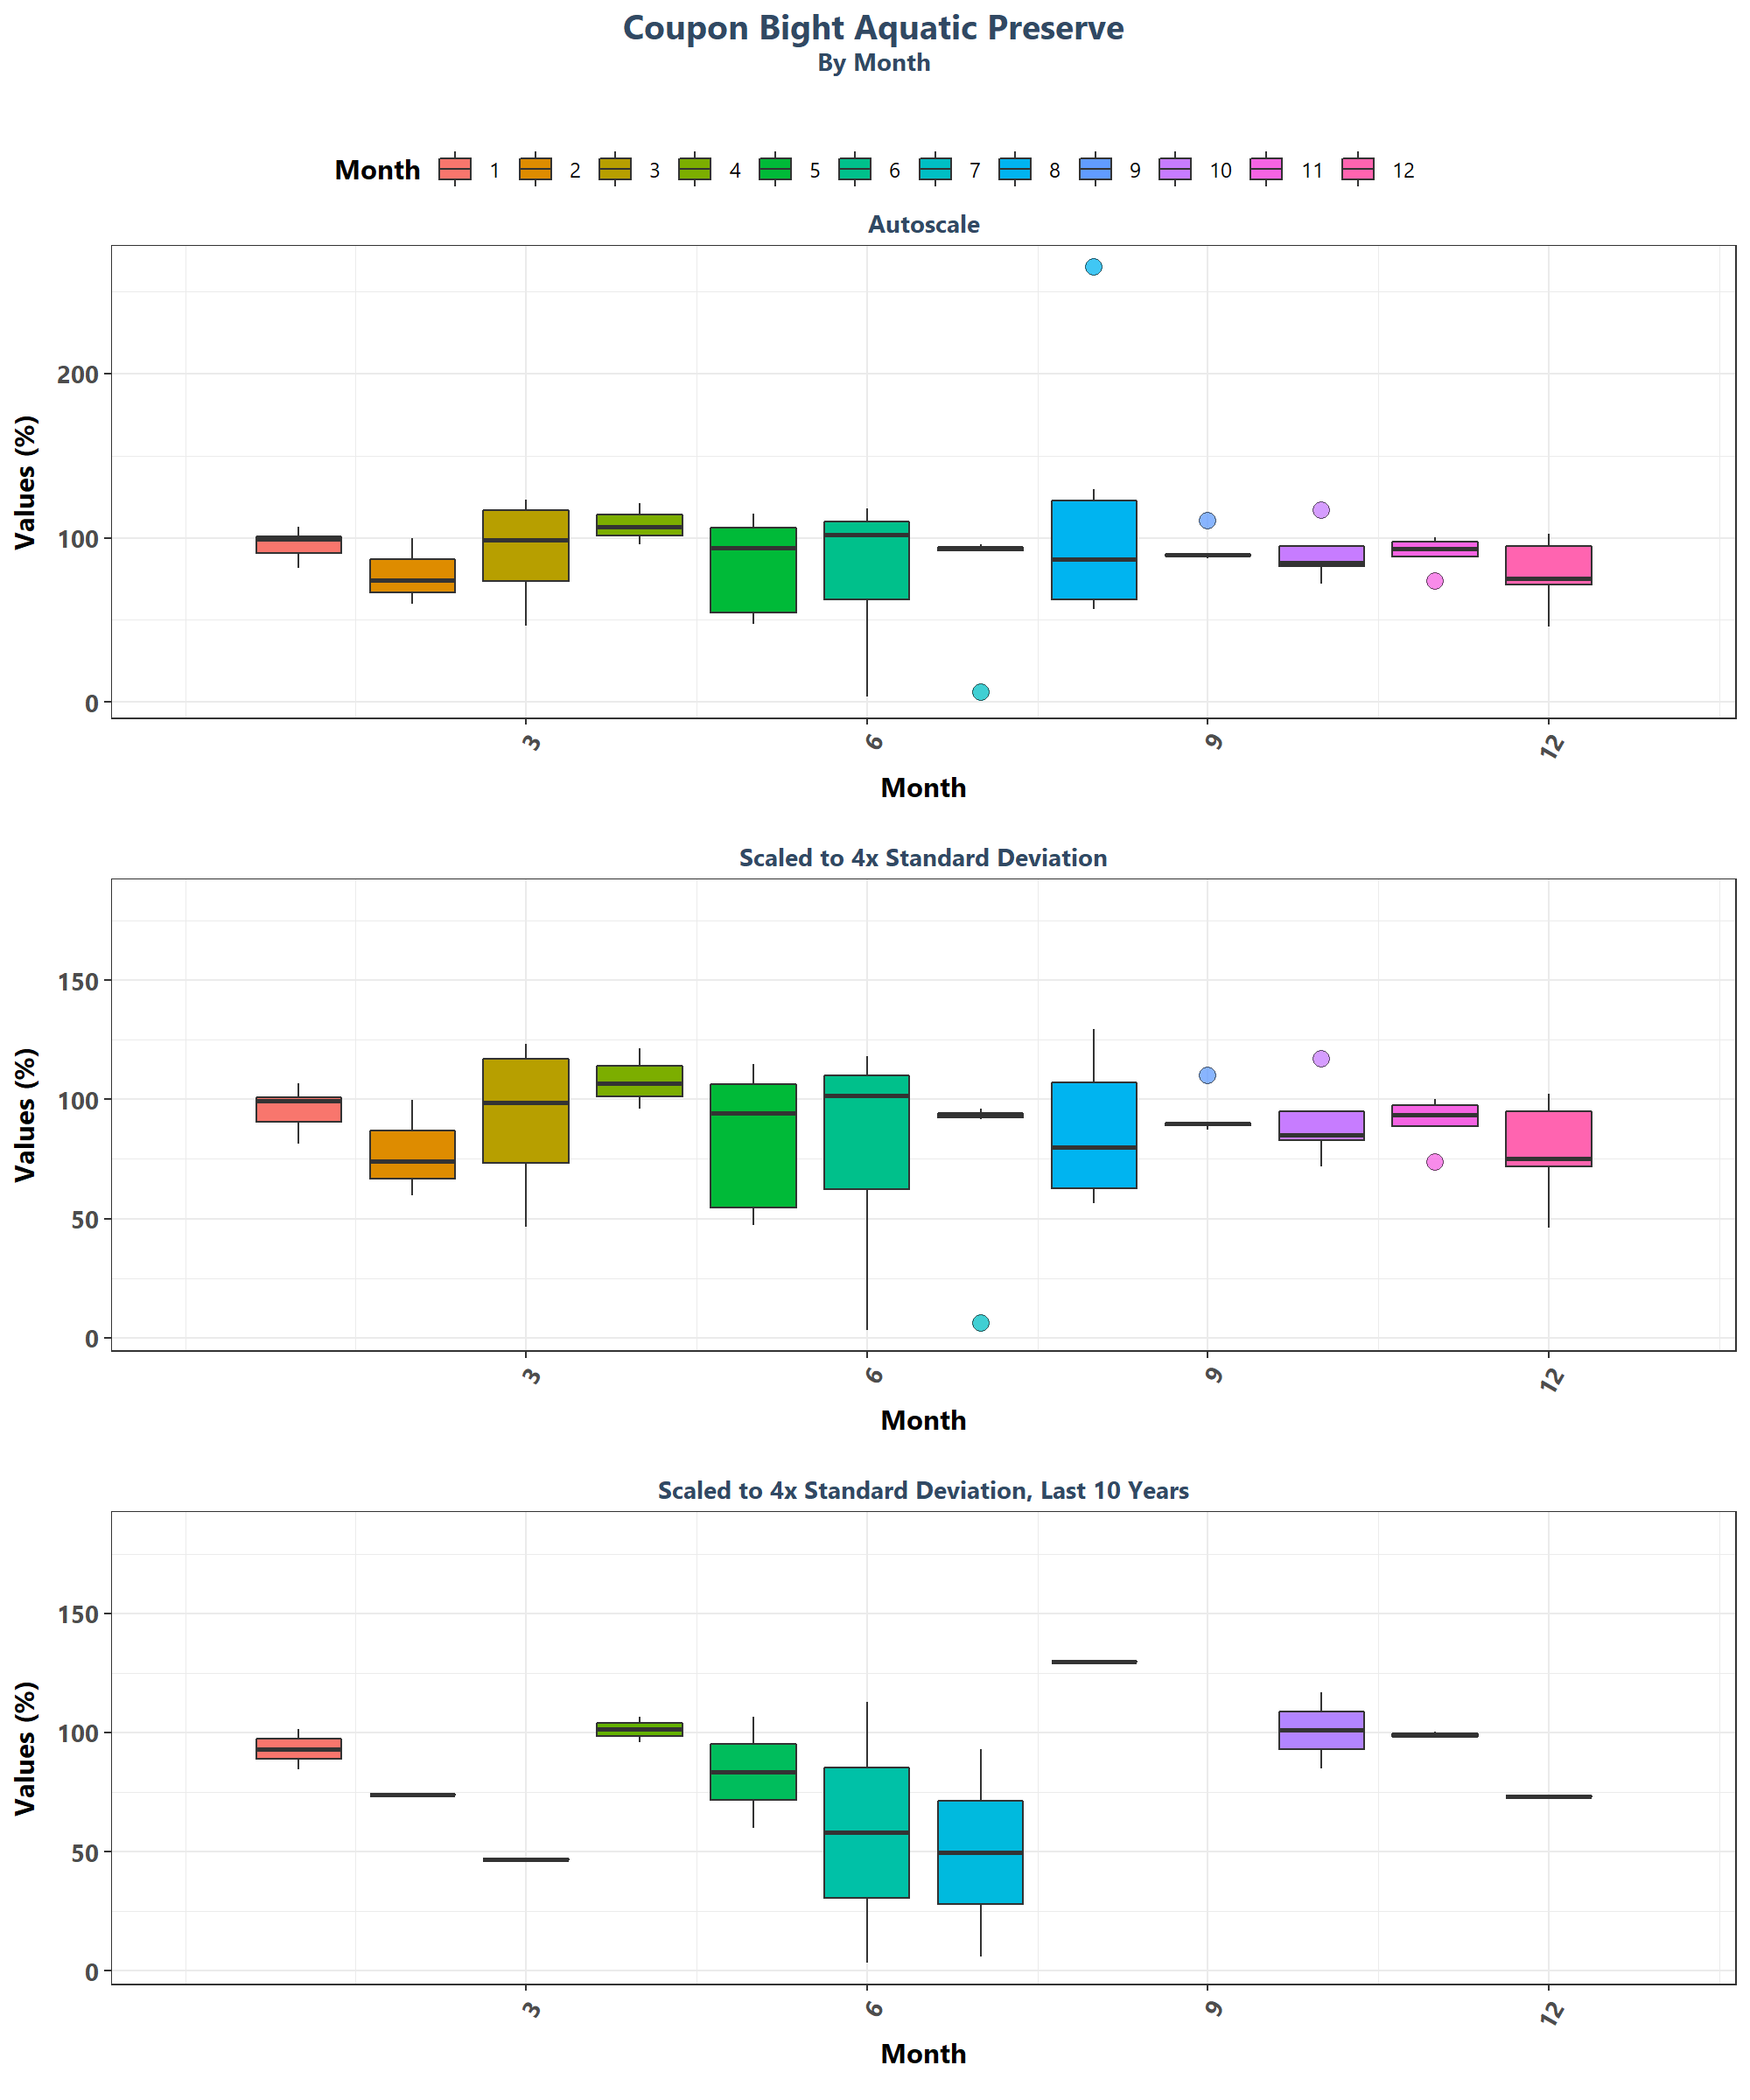 Coupon Bight Aquatic Preserve
By Month
Month 1 2 3 4 5 6 7 8 9 10 11 12
Autoscale
Values (%)
200
100
0
3 6 9 12
Month
Scaled to 4x Standard Deviation
Values (%)
150
100
50
0
3 6 9 12
Month
Scaled to 4x Standard Deviation, Last 10 Years
Values (%)
150
100
50
0
3 6 9 12
Month